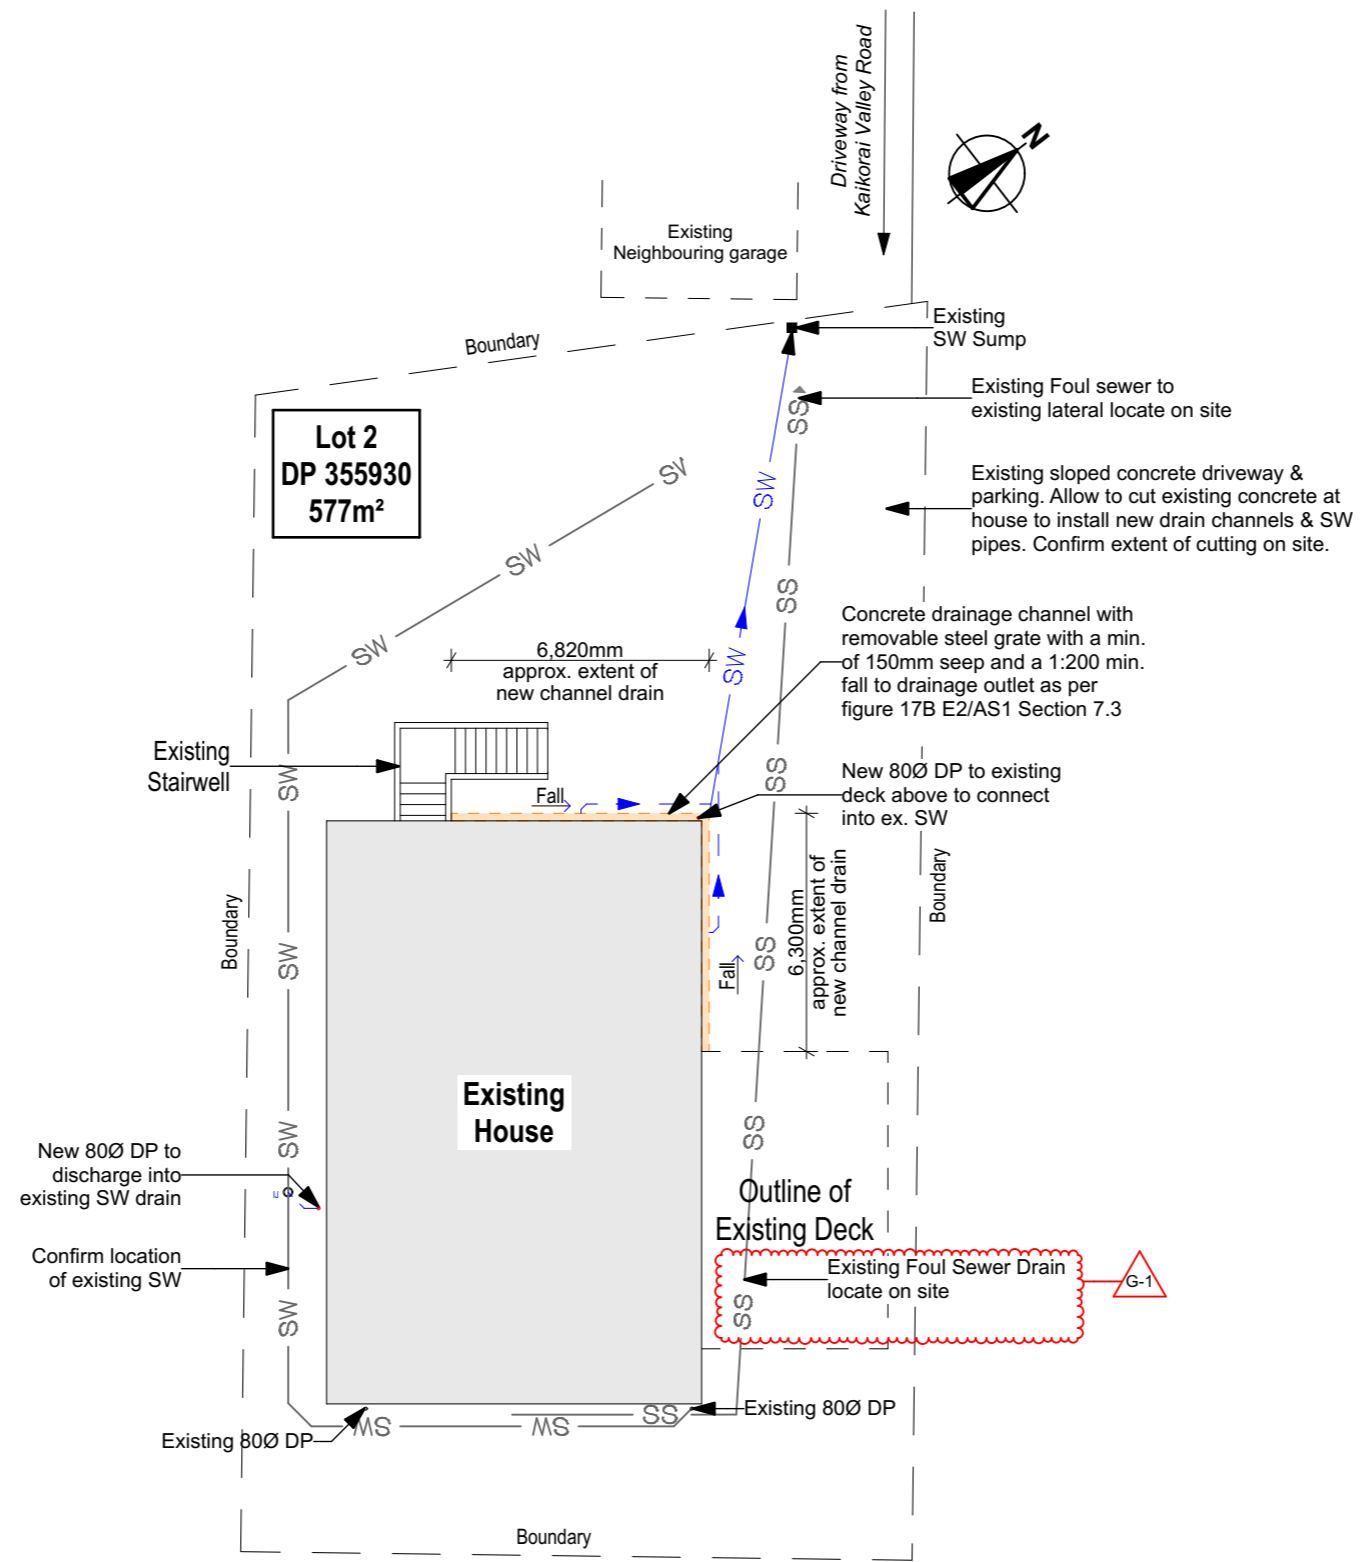 Driveway from
Kaikorai Valley Road
N
Existing
Neighbouring garage
Existing
SW Sump
Boundary
Existing Foul sewer to
existing lateral locate on site
Lot 2
DP 355930
577m²
SS
SW
SW
Existing sloped concrete driveway &
parking. Allow to cut existing concrete at
house to install new drain channels & SW
pipes. Confirm extent of cutting on site.
SW
SS
Concrete drainage channel with
removable steel grate with a min.
of 150mm seep and a 1:200 min.
fall to drainage outlet as per
figure 17B E2/AS1 Section 7.3
SW
6,820mm
approx. extent of
new channel drain
SW
Existing
Stairwell
SW
SS
New 80Ø DP to existing
deck above to connect
into ex. SW
Fall
Boundary
Boundary
SW
SS
Fall
6,300mm
approx. extent of
new channel drain
Existing
House
New 80Ø DP to
discharge into
existing SW drain
SW
SS
Outline of
Existing Deck
Confirm location
of existing SW
Existing Foul Sewer Drain
locate on site
G-1
SW
SS
Existing 80Ø DP
SW
SW
SS
Existing 80Ø DP
Boundary